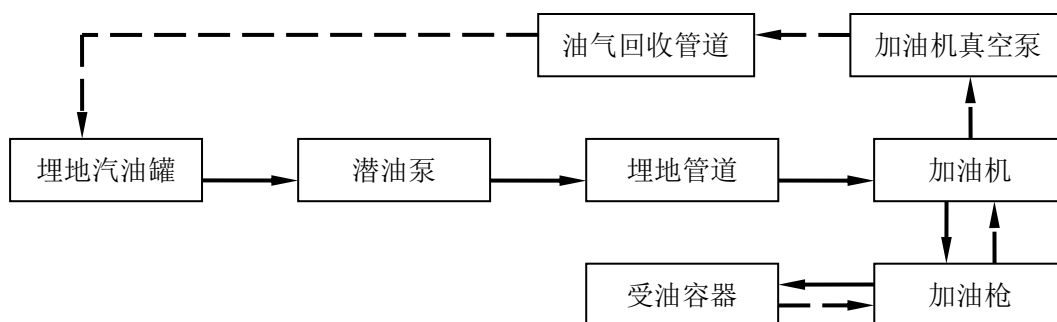 油气回收管道
加油机真空泵
埋地汽油罐
潜油泵
埋地管道
加油机
受油容器
加油枪